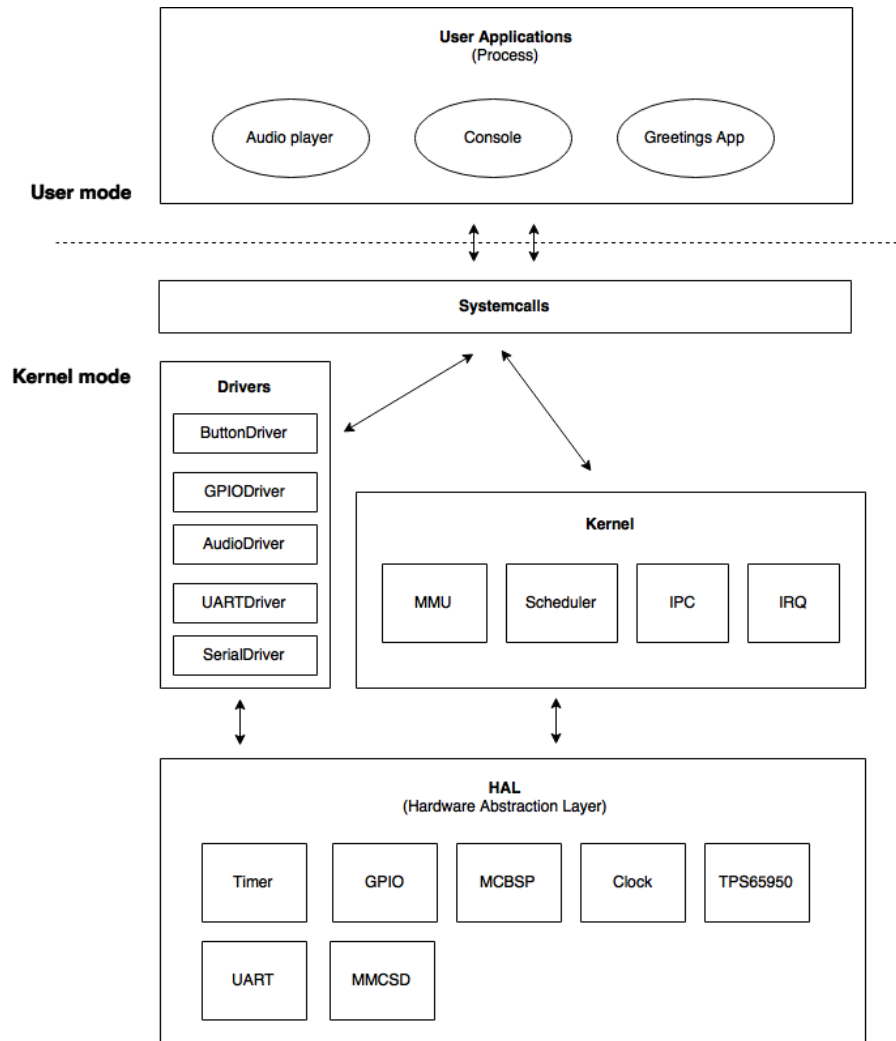 User Applications
(Process)
Audio player
Console
Greetings App
User mode
Systemcalls
Kernel mode
Drivers
ButtonDriver
GPIODriver
AudioDriver
UARTDriver
SerialDriver
Kernel
MMU
Scheduler
IPC
IRQ
HAL
(Hardware Abstraction Layer)
Timer
GPIO
MCBSP
Clock
TPS65950
UART
MMCSD